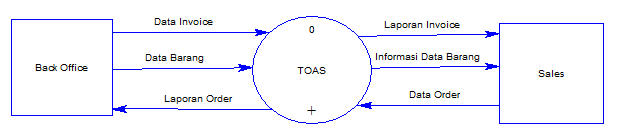 Data Invoice
0
Laporan Invoice
Data Barang
Informasi Data Barang
Back Office
TOAS
Sales
Laporan Order
Data Order
+